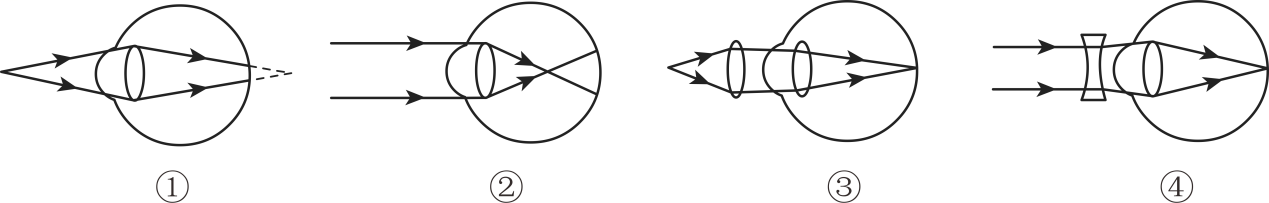 ① ② ③ ④